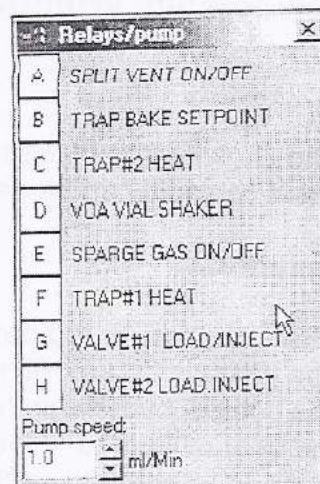 Relays/pump
A SPLIT VENT ON/OFF
B TRAP BAKE SETPOINT
C TRAP#2 HEAT
D VOA VIAL SHAKER
E SPARGE GAS ON/OFF
F TRAP#1 HEAT
G VALVE#1 LOAD/INJECT
H VALVE#2 LOAD.INJECT
Pump speed:
1.0 ml/Min